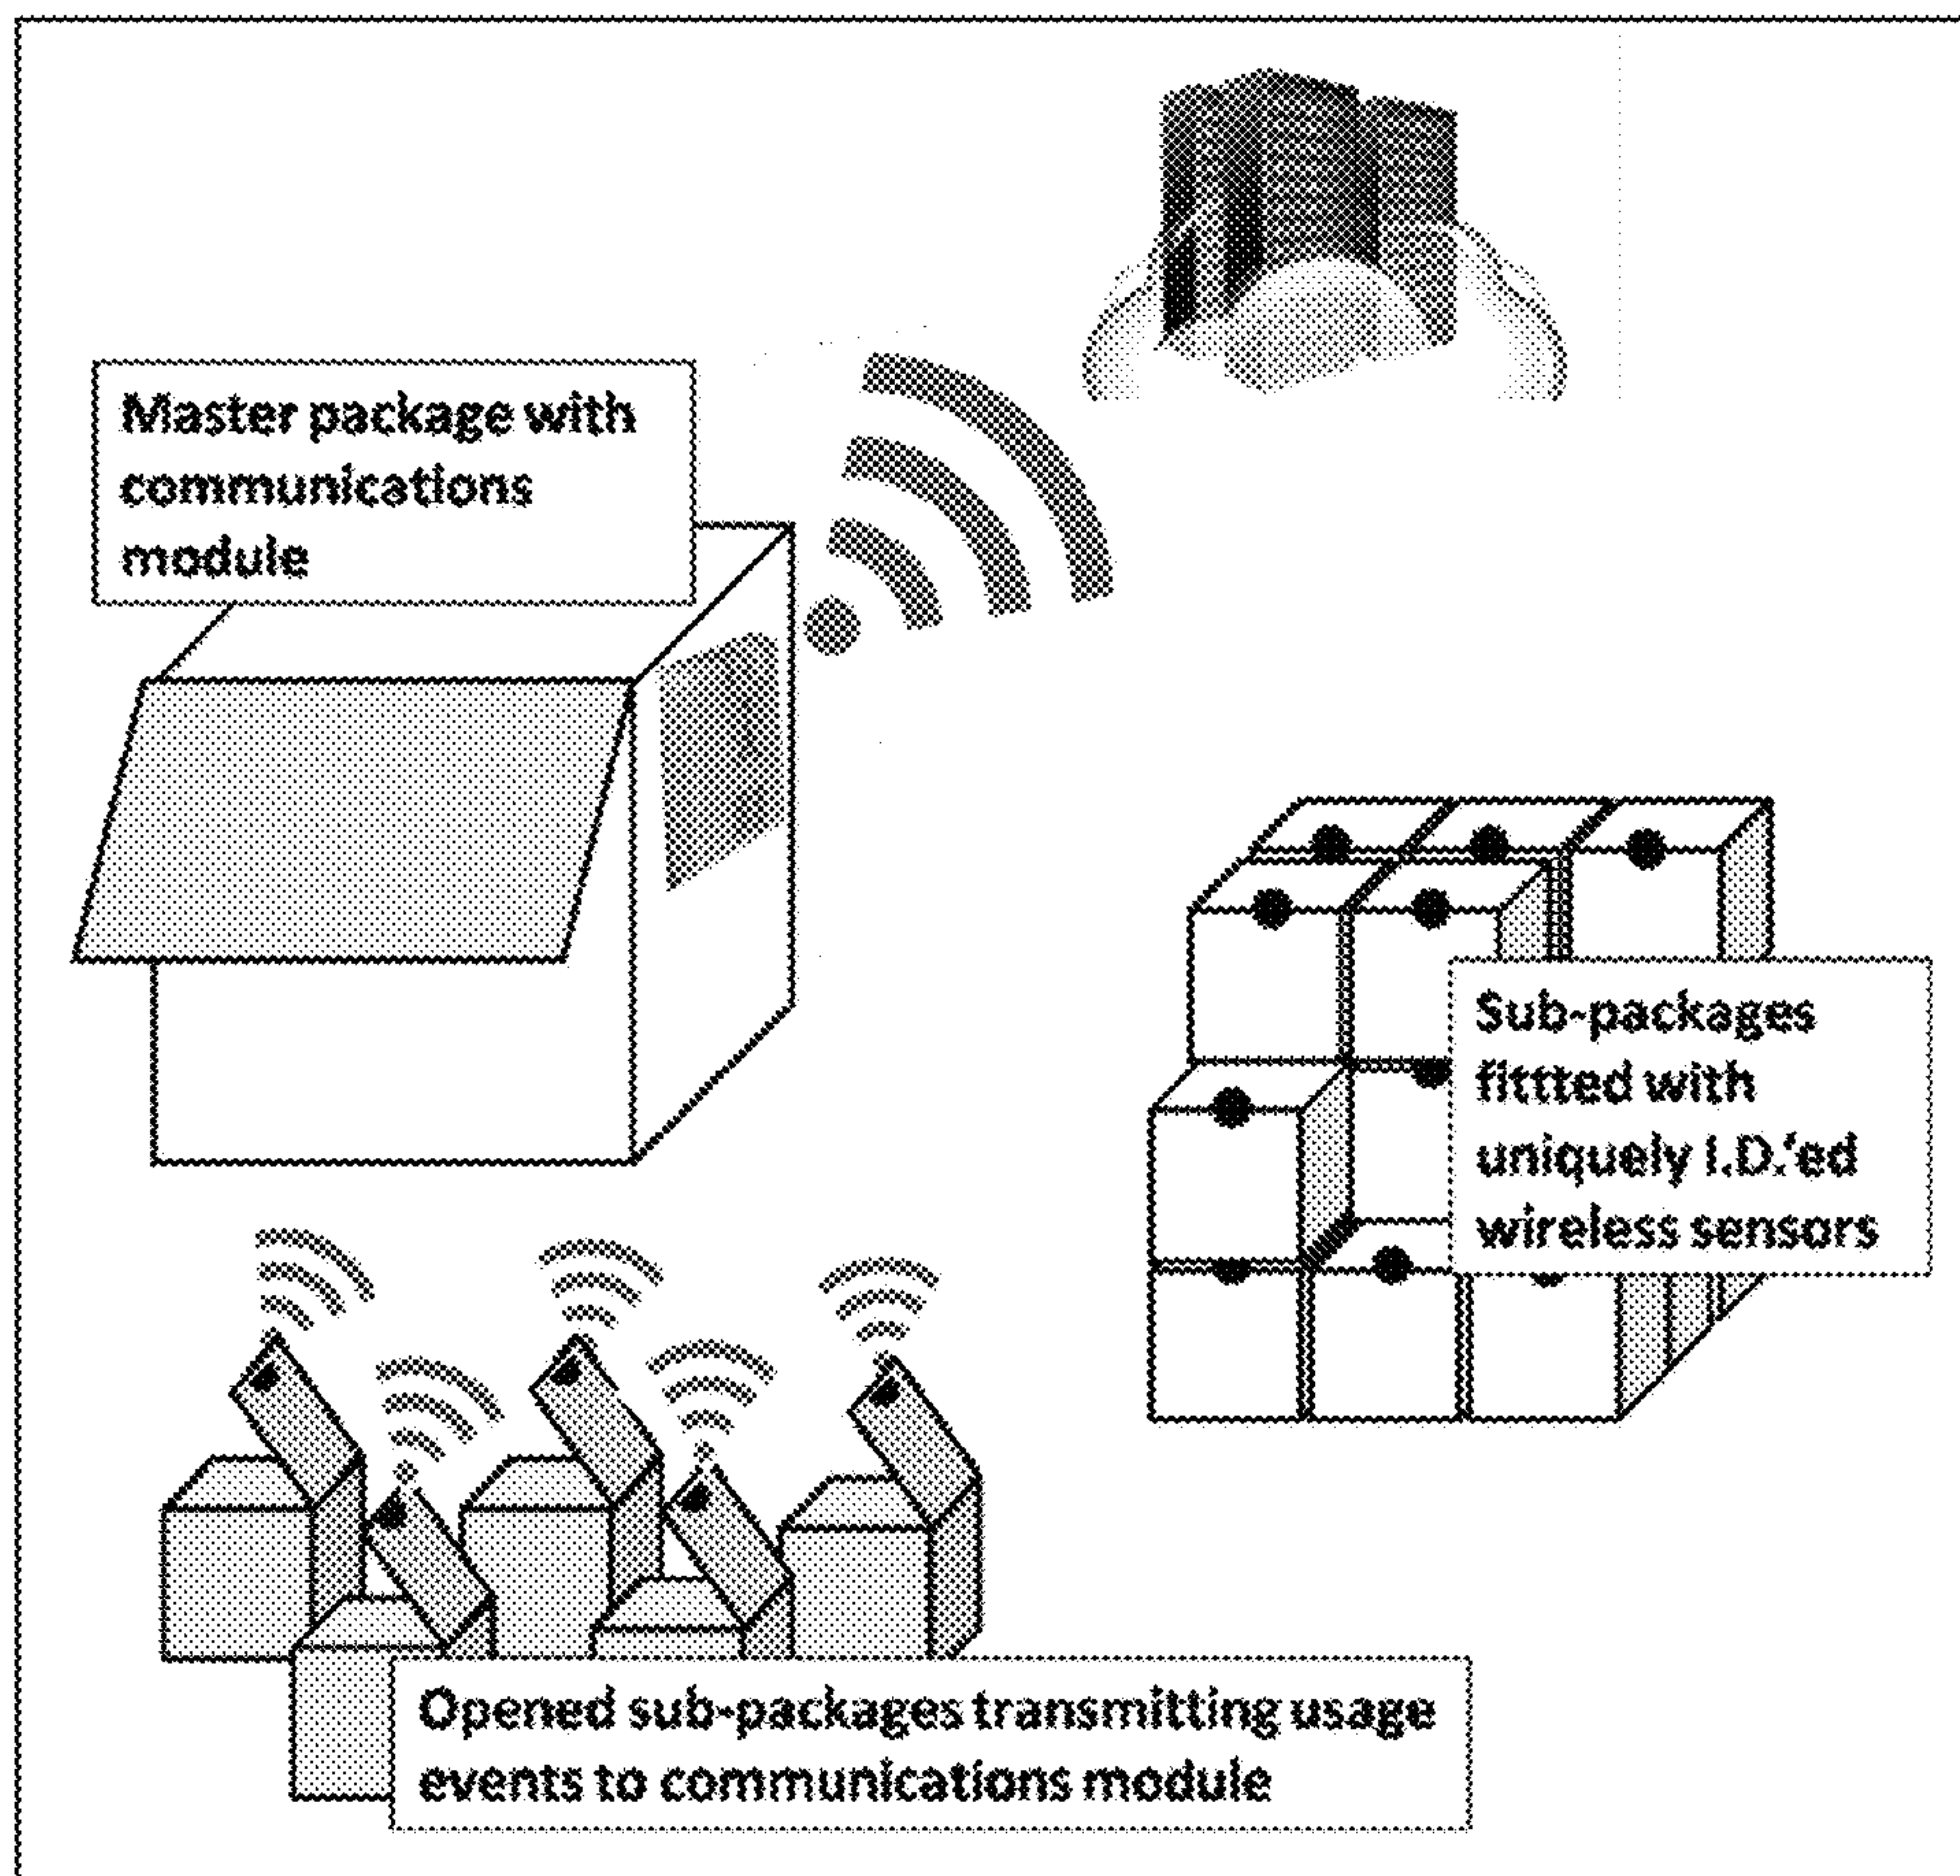 Master package with
communications
module
Sub-packages
fittted with
uniquely I.D.‘ed
wireless sensors
Opened sub-packages transmitting usage
events to communications module